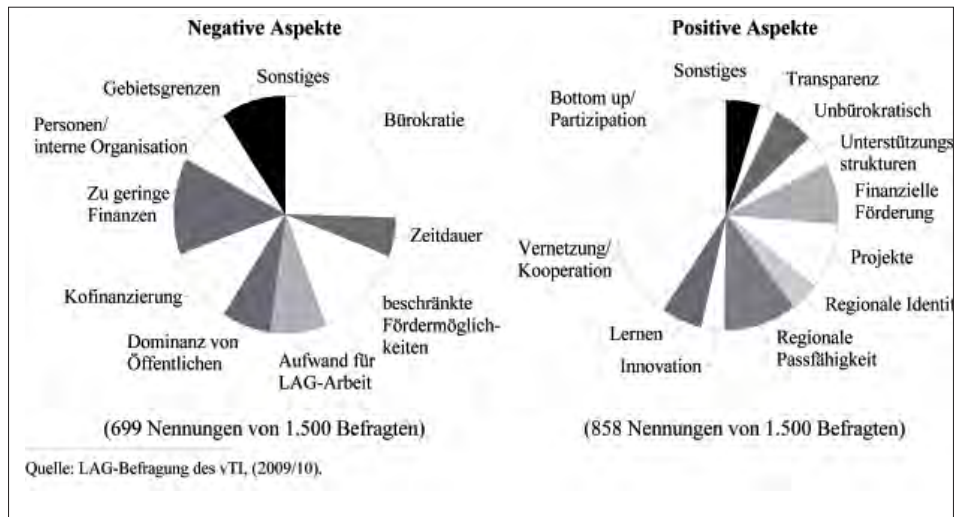 Negative Aspekte
Sonstiges
Gebietsgrenzen
Personen/
interne Organisation
Zu geringe
Finanzen
Kofinanzierung
Dominanz von
Öffentlichen
Aufwand für
LAG-Arbeit
beschränkte
Fördermöglich-
keiten
Zeitdauer
Bürokratie
(699 Nennungen von 1.500 Befragten)
Positive Aspekte
Sonstiges
Transparenz
Unbürokratisch
Unterstützungs
strukturen
Finanzielle
Förderung
Projekte
Regionale Identit
Regionale
Passfähigkeit
Innovation
Lernen
Vernetzung/
Kooperation
Bottom up/
Partizipation
(858 Nennungen von 1.500 Befragten)
Quelle: LAG-Befragung des vTI, (2009/10).